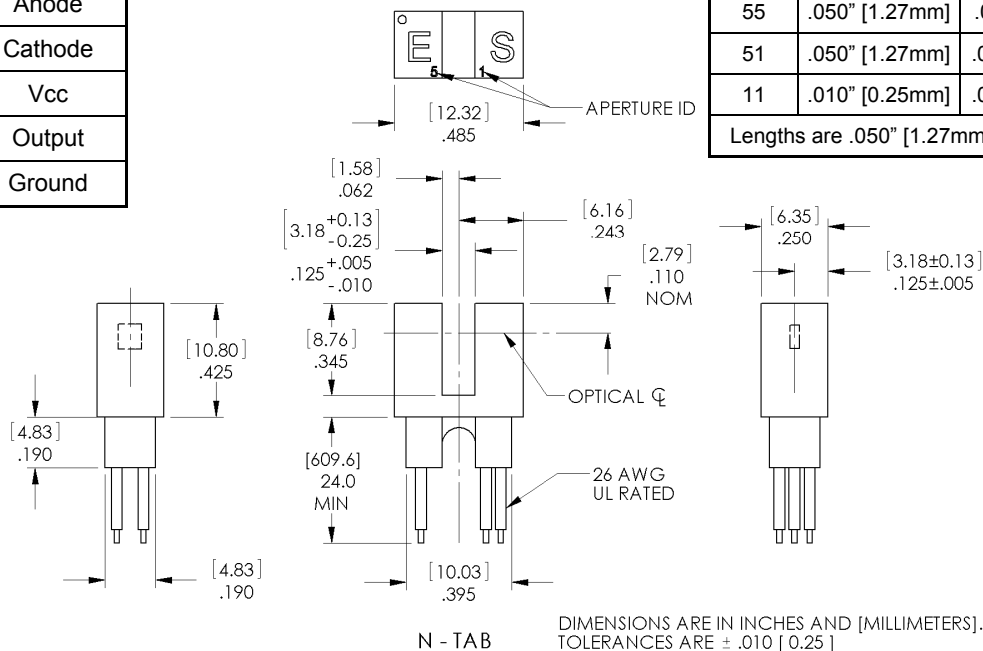 Anode
Cathode
Vcc
Output
Ground
E
S
5
1
APERTURE ID
[12.32]
.485
55 .050” [1.27mm]
51 .050” [1.27mm]
11 .010” [0.25mm]
Lengths are .050” [1.27mm
[1.58]
.062
[3.18 +0.13 -0.25]
.125 +.005 -.010
[6.16]
.243
[2.79]
.110
NOM
[6.35]
.250
[3.18±0.13]
.125±.005
[10.80]
.425
[8.76]
.345
OPTICAL ℄
[4.83]
.190
[609.6]
24.0
MIN
26 AWG
UL RATED
[4.83]
.190
[10.03]
.395
N - TAB
DIMENSIONS ARE IN INCHES AND [MILLIMETERS].
TOLERANCES ARE ± .010 [ 0.25 ]